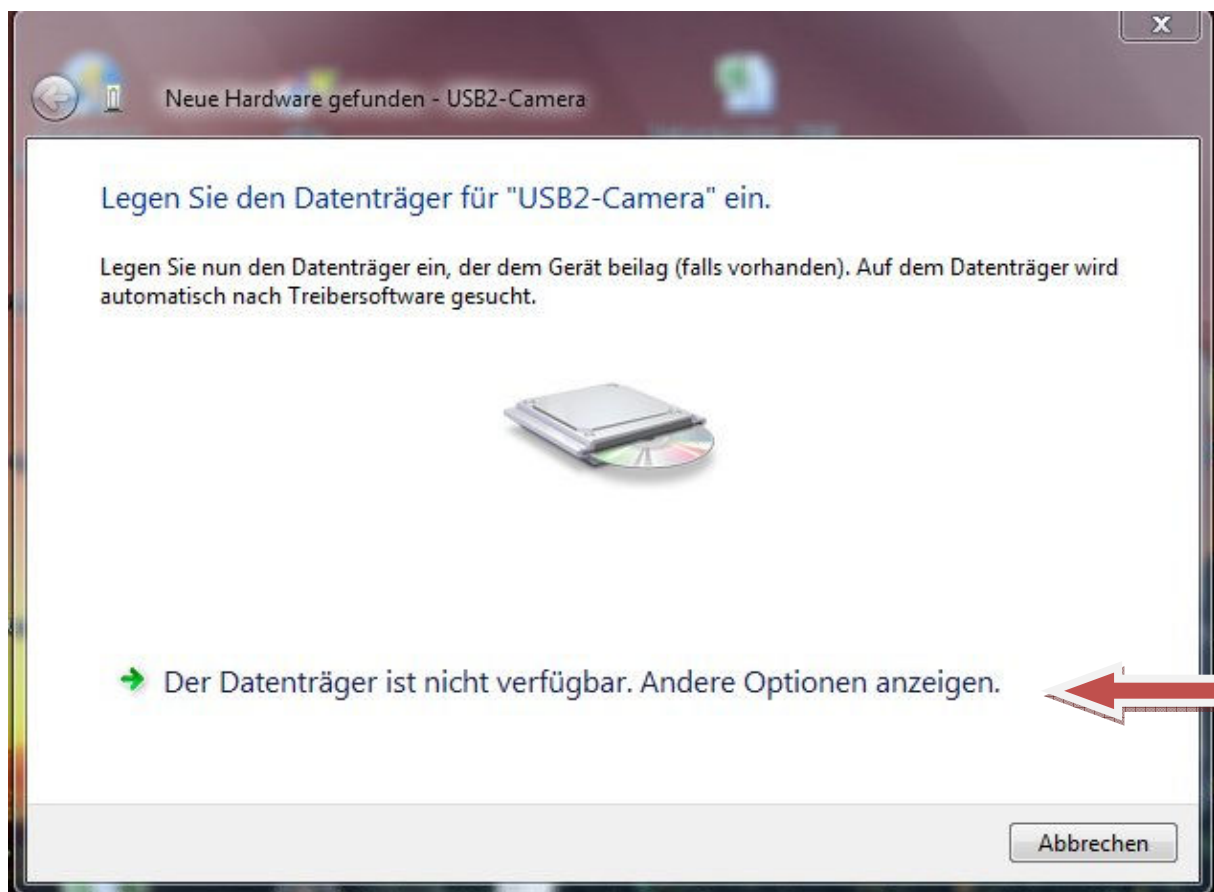 Neue Hardware gefunden - USB2-Camera
Legen Sie den Datenträger für "USB2-Camera" ein.
Legen Sie nun den Datenträger ein, der dem Gerät beilag (falls vorhanden). Auf dem Datenträger wird
automatisch nach Treibersoftware gesucht.
Der Datenträger ist nicht verfügbar. Andere Optionen anzeigen.
Abbrechen